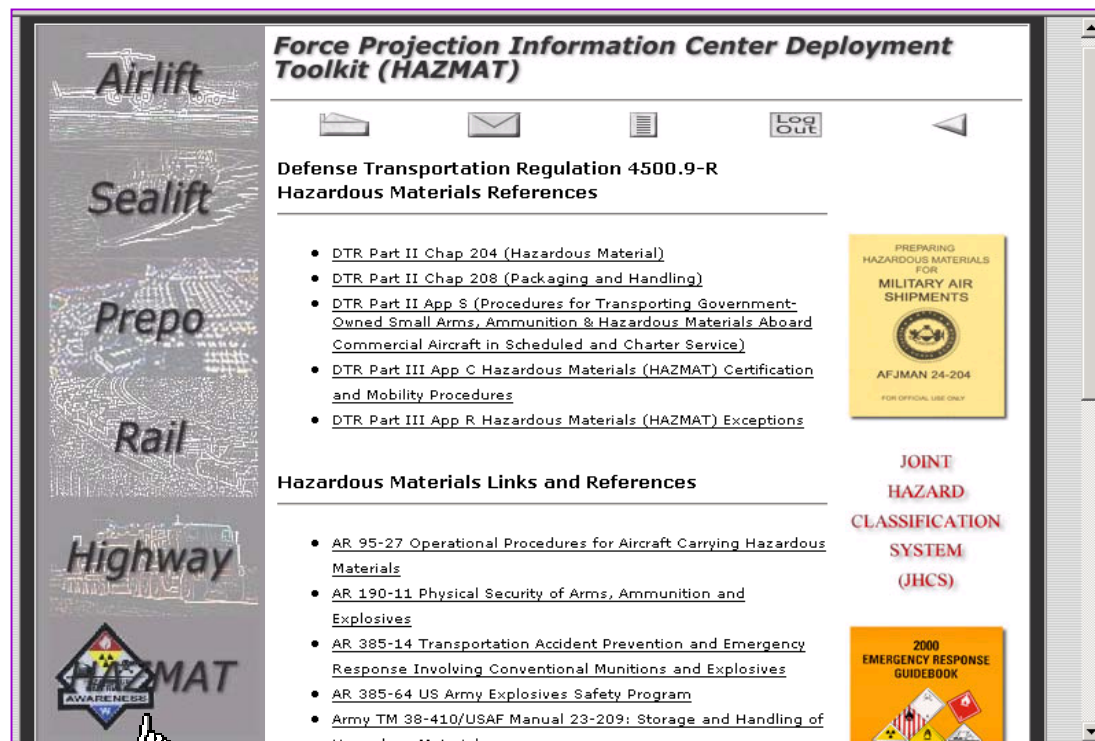 Airlift
Sealift
Prepo
Rail
Highway
HAZMAT
AWARENESS
Force Projection Information Center Deployment
Toolkit (HAZMAT)
Log
Out
Defense Transportation Regulation 4500.9-R
Hazardous Materials References
DTR Part II Chap 204 (Hazardous Material)
DTR Part II Chap 208 (Packaging and Handling)
DTR Part II App S (Procedures for Transporting Government-
Owned Small Arms, Ammunition & Hazardous Materials Aboard
Commercial Aircraft in Scheduled and Charter Service)
DTR Part III App C Hazardous Materials (HAZMAT) Certification
and Mobility Procedures
DTR Part III App R Hazardous Materials (HAZMAT) Exceptions
Hazardous Materials Links and References
AR 95-27 Operational Procedures for Aircraft Carrying Hazardous
Materials
AR 190-11 Physical Security of Arms, Ammunition and
Explosives
AR 385-14 Transportation Accident Prevention and Emergency
Response Involving Conventional Munitions and Explosives
AR 385-64 US Army Explosives Safety Program
Army TM 38-410/USAF Manual 23-209: Storage and Handling of
PREPARING
HAZARDOUS MATERIALS
FOR
MILITARY AIR
SHIPMENTS
AFJMAN 24-204
FOR OFFICIAL USE ONLY
JOINT
HAZARD
CLASSIFICATION
SYSTEM
(JHCS)
2000
EMERGENCY RESPONSE
GUIDEBOOK